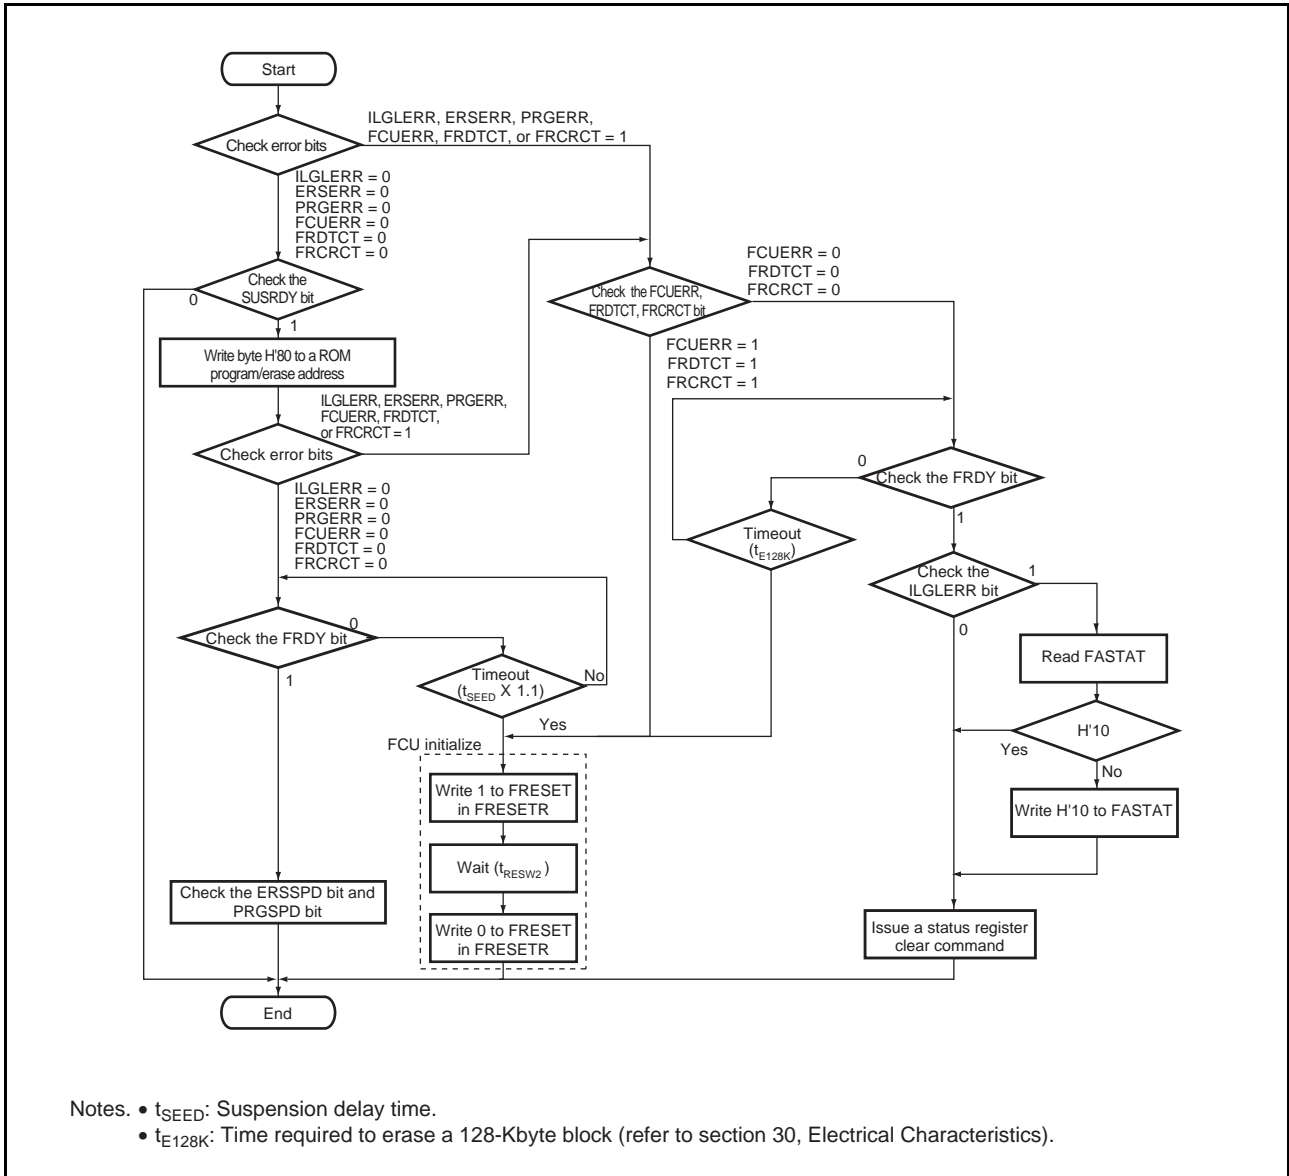 Start
Check error bits
ILGLERR, ERSERR, PRGERR,
FCUERR, FRDTCT, or FRCRCT = 1
ILGLERR = 0
ERSERR = 0
PRGERR = 0
FCUERR = 0
FRDTCT = 0
FRCRCT = 0
Check the
SUSRDY bit
0
1
Write byte H'80 to a ROM
program/erase address
ILGLERR, ERSERR, PRGERR,
FCUERR, FRDTCT,
or FRCRCT = 1
Check error bits
ILGLERR = 0
ERSERR = 0
PRGERR = 0
FCUERR = 0
FRDTCT = 0
FRCRCT = 0
Check the FRDY bit
0
1
Timeout
(tSEED X 1.1)
No
Yes
FCU initialize
Write 1 to FRESET
in FRESETR
Wait (tRESW2)
Write 0 to FRESET
in FRESETR
Check the ERSSPD bit and
PRGSPD bit
End
Check the FCUERR,
FRDTCT, FRCRCT bit
FCUERR = 0
FRDTCT = 0
FRCRCT = 0
FCUERR = 1
FRDTCT = 1
FRCRCT = 1
Check the FRDY bit
0
1
Timeout
(tE128K)
Check the
ILGLERR bit
1
0
Read FASTAT
H'10
Yes
No
Write H'10 to FASTAT
Issue a status register
clear command
Notes. • tSEED: Suspension delay time.
• tE128K: Time required to erase a 128-Kbyte block (refer to section 30, Electrical Characteristics).